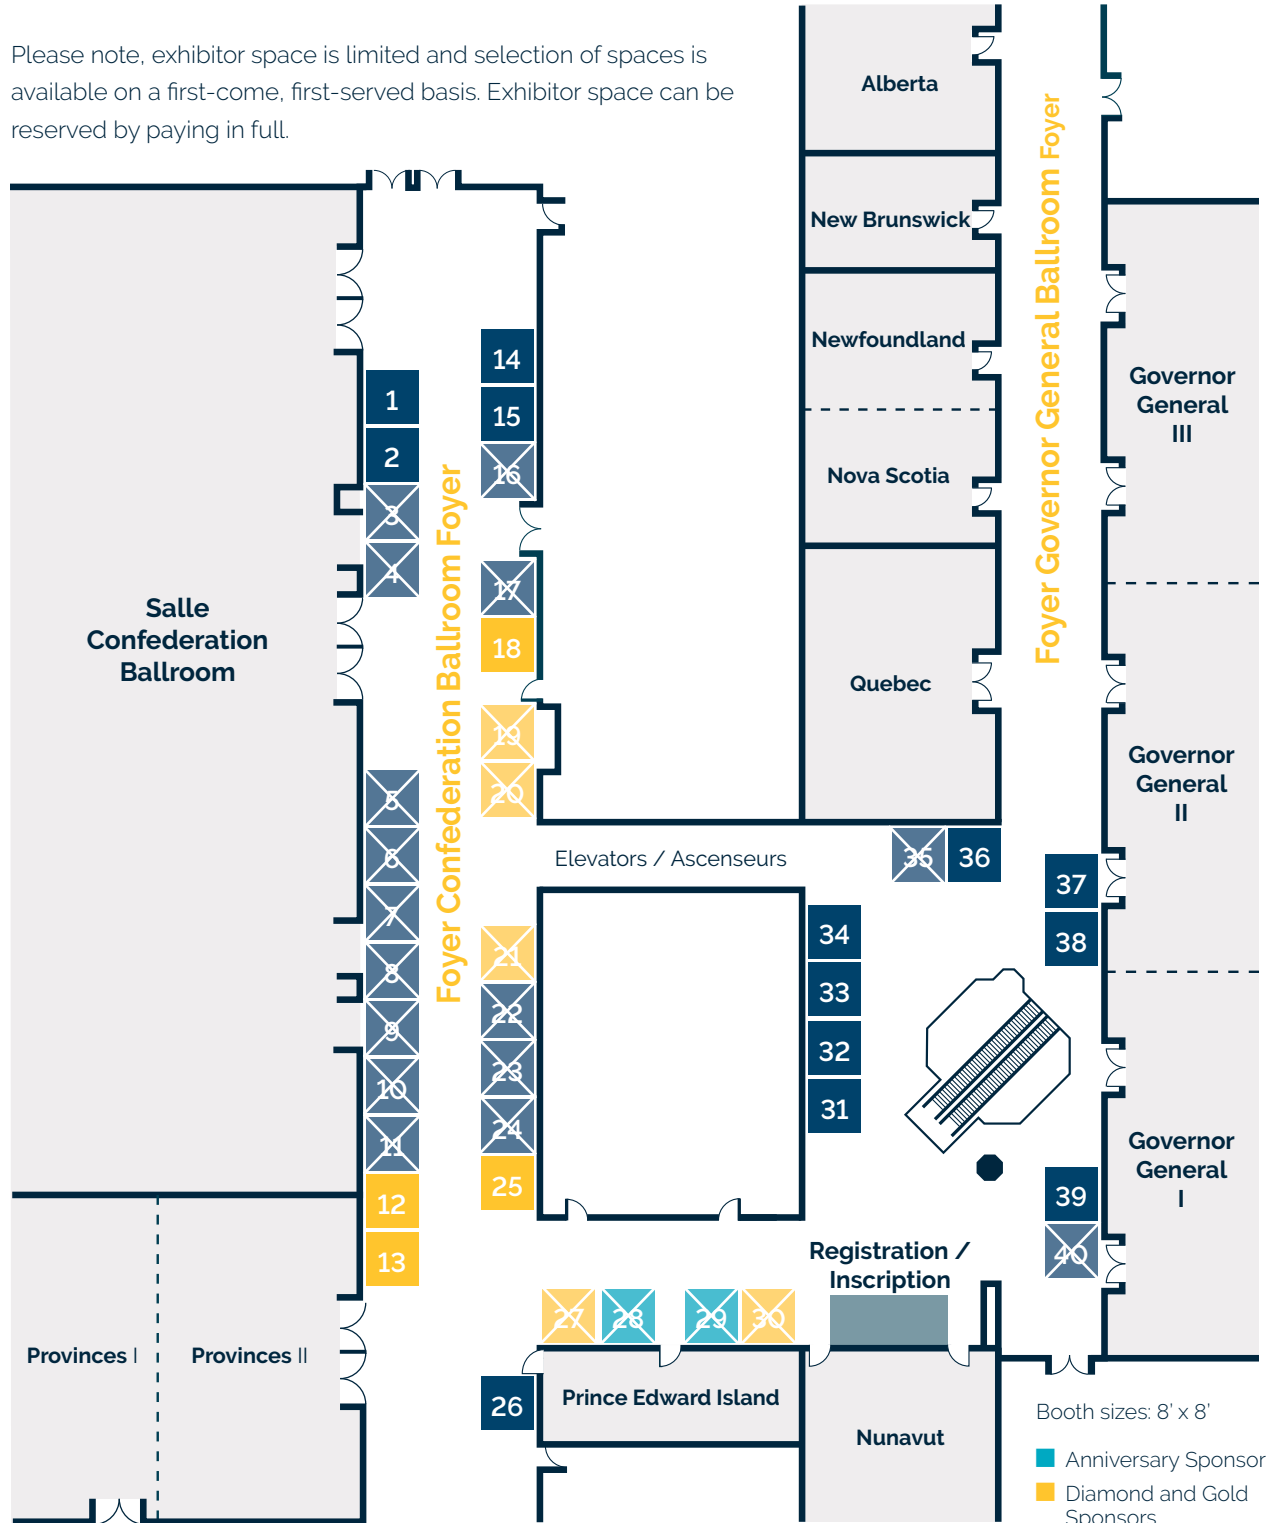 Please note, exhibitor space is limited and selection of spaces is
available on a first-come, first-served basis. Exhibitor space can be
reserved by paying in full.
Alberta
New Brunswick
Newfoundland
Nova Scotia
Quebec
Foyer Governor General Ballroom Foyer
Governor
General
III
Governor
General
II
Governor
General
I
Salle
Confederation
Ballroom
Foyer Confederation Ballroom Foyer
1
2
3
4
5
6
7
8
9
10
11
12
13
14
15
16
17
18
19
20
Elevators / Ascenseurs
21
22
23
24
25
26
27
28
29
30
31
32
33
34
35
36
37
38
39
40
Registration /
Inscription
Provinces I
Provinces II
Prince Edward Island
Nunavut
Booth sizes: 8’ x 8’
Anniversary Sponsor
Diamond and Gold
Sponsors